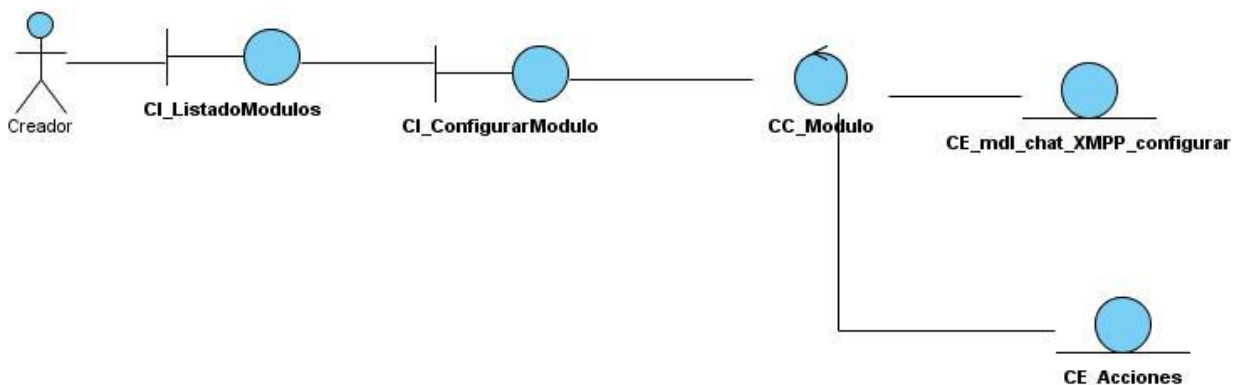 Creador
CI_ListadoModulos
CI_ConfigurarModulo
CC_Modulo
CE_mdl_chat_XMPP_configurar
CE_Acciones